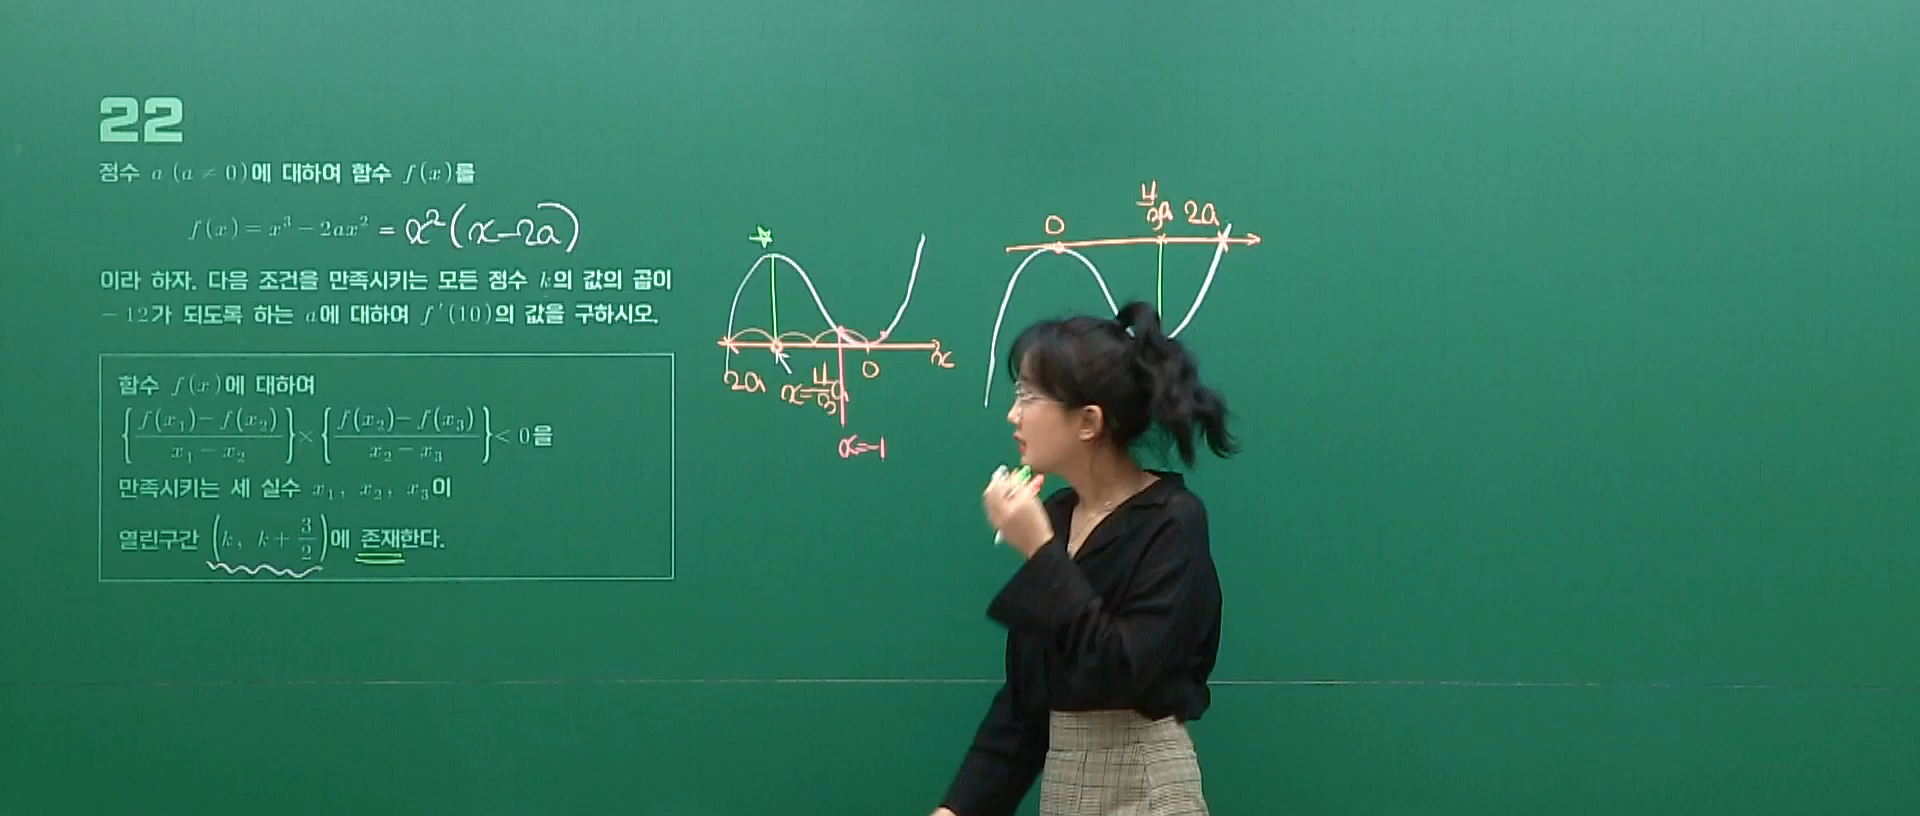 22
정수 a (a ≠ 0)에 대하여 함수 f(x)를
f(x) = x³ − 2ax² = x²(x−2a)
이라 하자. 다음 조건을 만족시키는 모든 정수 k의 값의 곱이
−12가 되도록 하는 a에 대하여 f′(10)의 값을 구하시오.
함수 f(x)에 대하여
{ (f(x₁)−f(x₂)) / (x₁−x₂) } × { (f(x₂)−f(x₃)) / (x₂−x₃) } < 0을
만족시키는 세 실수 x₁, x₂, x₃이
열린구간 (k, k+3/2)에 존재한다.
2a x=4/3a 0 x
x=-1
0 4/3a 2a